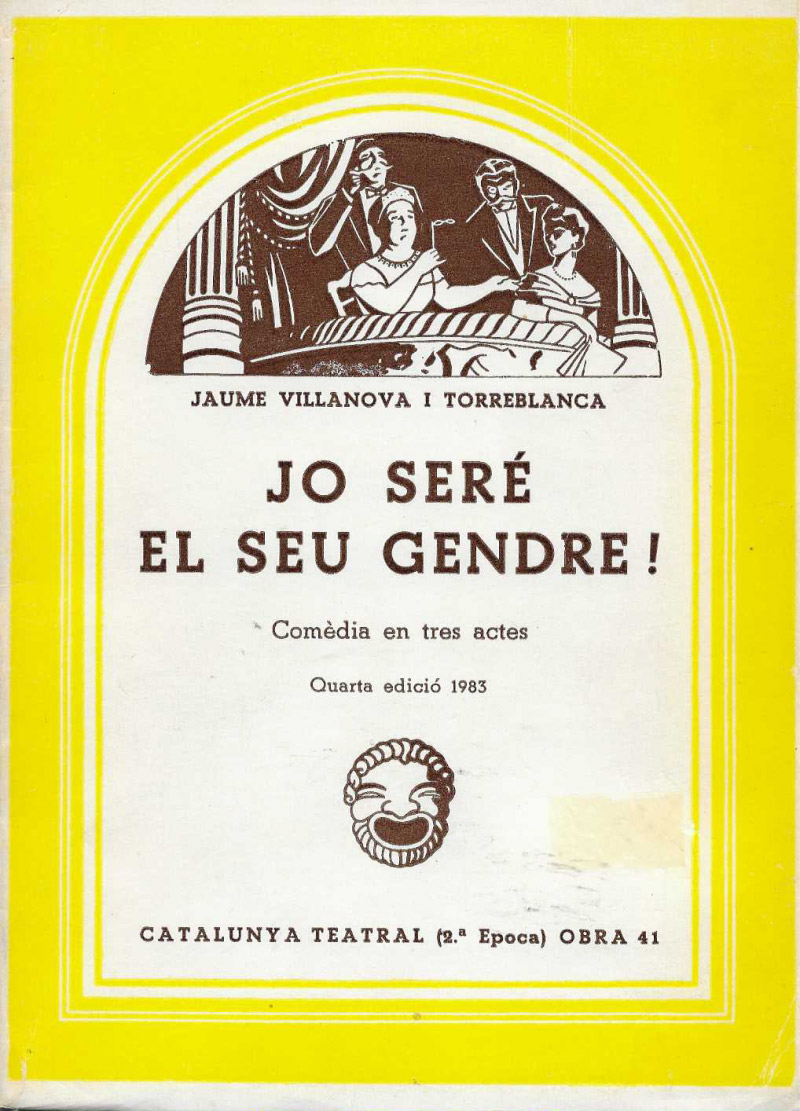 JAUME VILLANOVA I TORREBLANCA
JO SERÉ
EL SEU GENDRE !
Comèdia en tres actes
Quarta edició 1983
CATALUNYA TEATRAL (2.ª Epoca) OBRA 41